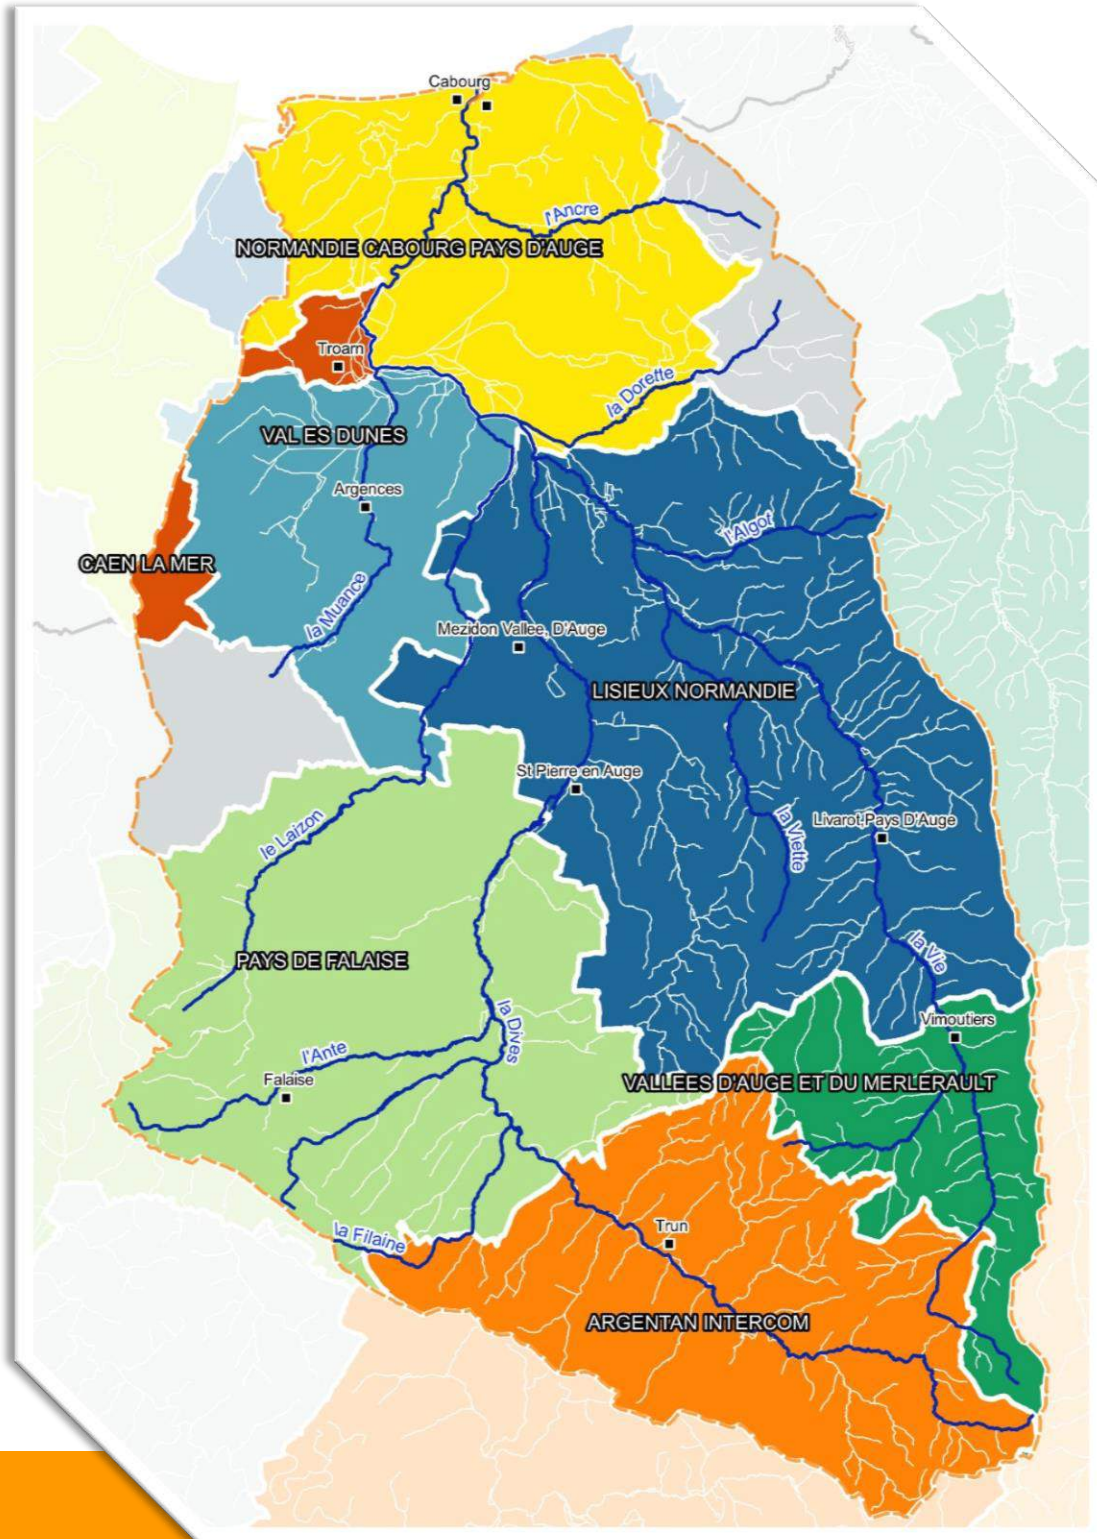 Cabourg
l'Ancre
NORMANDIE CABOURG PAYS D'AUGE
Troarn
la Dorette
VAL ES DUNES
Argences
l'Algot
CAEN LA MER
la Muance
Mezidon Vallee, D'Auge
LISIEUX NORMANDIE
St Pierre en Auge
le Laizon
la Viette
Livarot Pays D'Auge
PAYS DE FALAISE
la Vie
la Dives
Vimoutiers
l'Ante
Falaise
VALLEES D'AUGE ET DU MERLERAULT
la Filaine
Trun
ARGENTAN INTERCOM